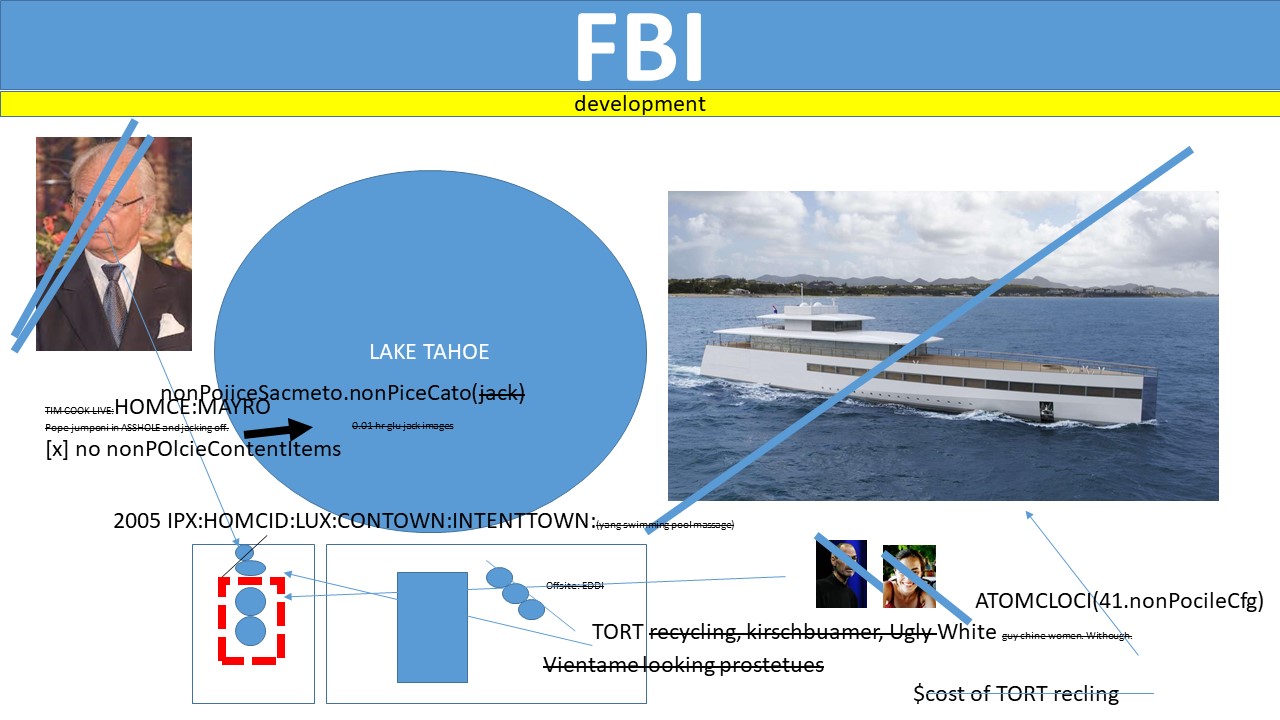 FBI
development
LAKE TAHOE
nonPojiceSacmeto.nonPiceCato(jack)
TIM COOK LIVE:HOMCE:MAYRO
Pope jumponi in ASSHOLE and jacking off.
0.01 hr glu jack images
[x] no nonPOlcieContentItems
2005 IPX:HOMCID:LUX:CONTOWN:INTENTTOWN:(yang swimming pool massage)
Offsite: EDDI
ATOMCLOCI(41.nonPocileCfg)
TORT recycling, kirschbuamer, Ugly White guy chine women. Withough.
Vientame looking prostetues
$cost of TORT recling